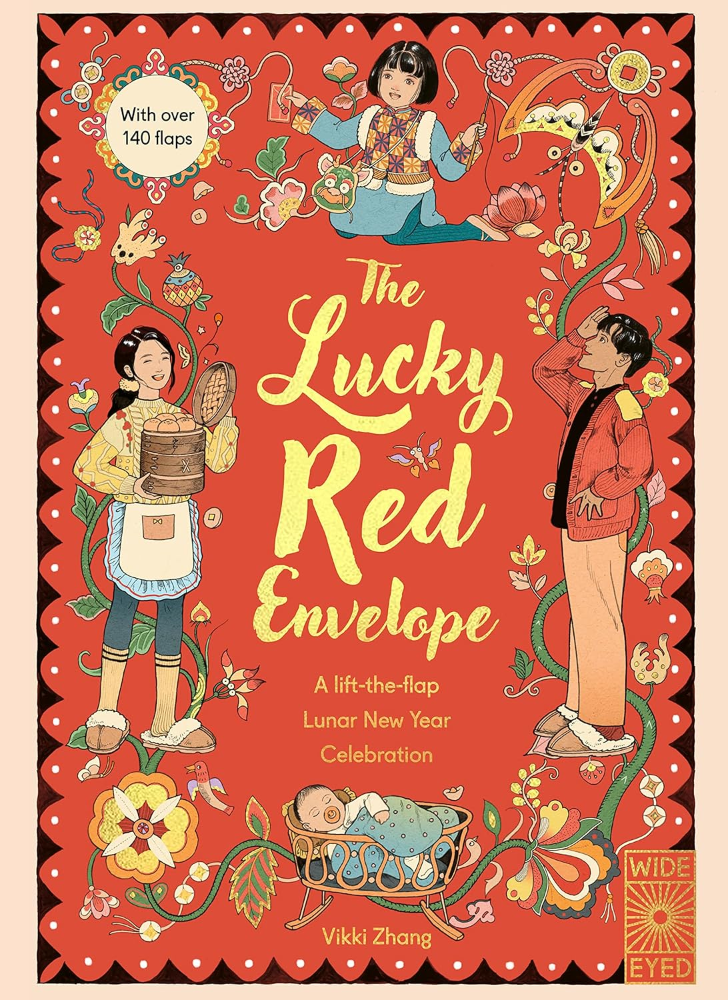 With over
140 flaps
The
Lucky
Red
Envelope
A lift-the-flap
Lunar New Year
Celebration
Vikki Zhang
WIDE
EYED